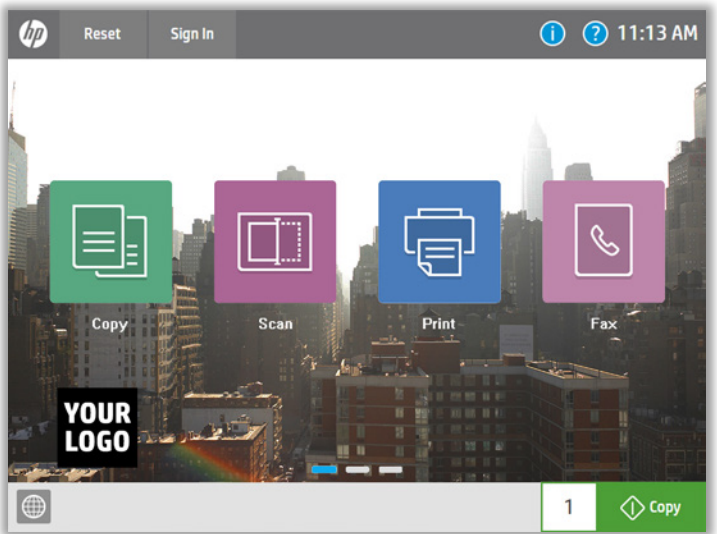 hp
Reset
Sign In
i
?
11:13 AM
Copy
Scan
Print
Fax
YOUR
LOGO
1
Copy